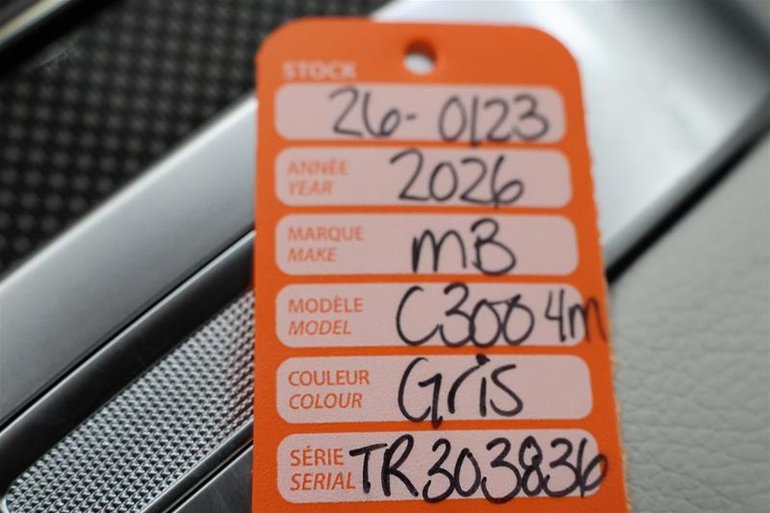 STOCK
26-0123
ANNÉE
YEAR
2026
MARQUE
MAKE
MB
MODÈLE
MODEL
C300 4m
COULEUR
COLOUR
Gris
SÉRIE
SERIAL
TR303836